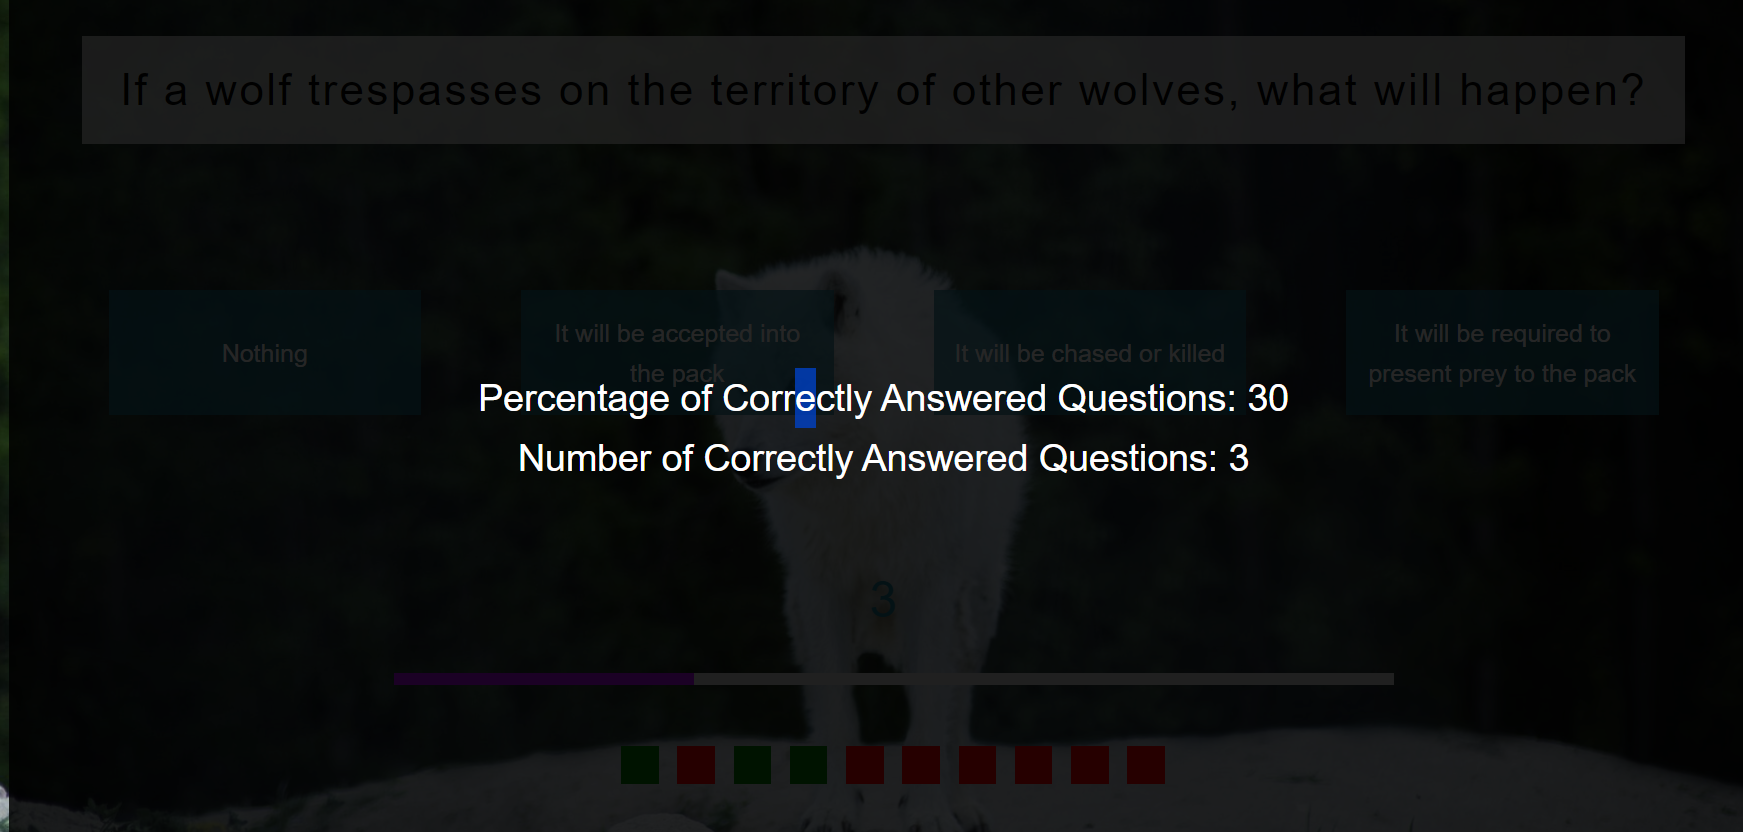 If a wolf trespasses on the territory of other wolves, what will happen?
Nothing
It will be accepted into
the pack
It will be chased or killed
It will be required to
present prey to the pack
Percentage of Correctly Answered Questions: 30
Number of Correctly Answered Questions: 3
3